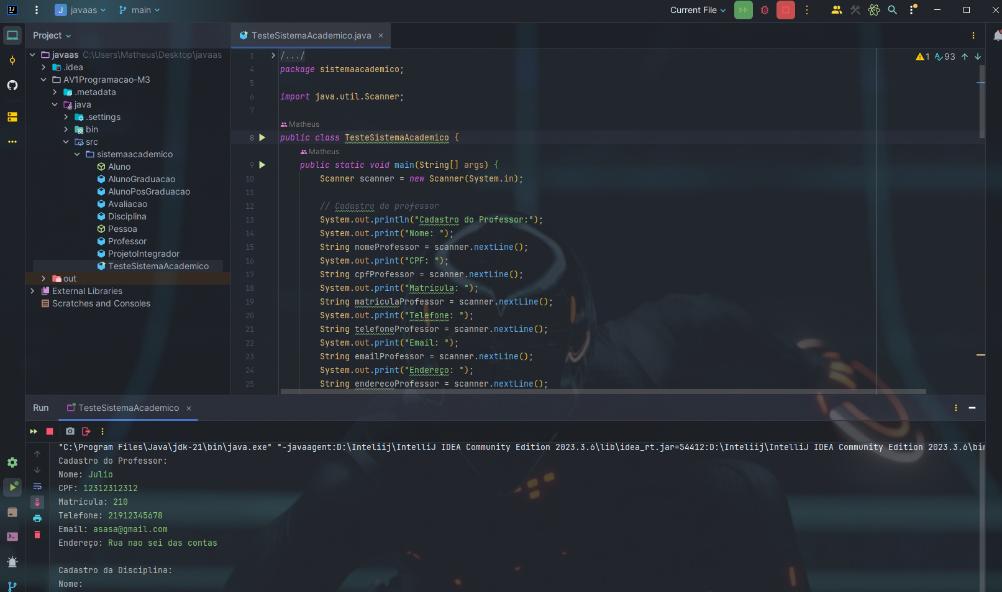 javaas
main
Current File
Project
TesteSistemaAcademico.java
javaas C:\Users\Matheus\Desktop\javaas
.idea
AV1Programacao-M3
.metadata
java
.settings
bin
src
sistemaacademico
Aluno
AlunoGraduacao
AlunoPosGraduacao
Avaliacao
Disciplina
Pessoa
Professor
ProjetoIntegrador
TesteSistemaAcademico
out
External Libraries
Scratches and Consoles
1 93
/.../
4 package sistemaacademico;
5
6 import java.util.Scanner;
7
Matheus
8 public class TesteSistemaAcademico {
Matheus
9 public static void main(String[] args) {
10 Scanner scanner = new Scanner(System.in);
11
12 // Cadastro do professor
13 System.out.println("Cadastro do Professor:");
14 System.out.print("Nome: ");
15 String nomeProfessor = scanner.nextLine();
16 System.out.print("CPF: ");
17 String cpfProfessor = scanner.nextLine();
18 System.out.print("Matricula: ");
19 String matriculaProfessor = scanner.nextLine();
20 System.out.print("Telefone: ");
21 String telefoneProfessor = scanner.nextLine();
22 System.out.print("Email: ");
23 String emailProfessor = scanner.nextLine();
24 System.out.print("Endereço: ");
25 String enderecoProfessor = scanner.nextLine();
Run TesteSistemaAcademico
"C:\Program Files\Java\jdk-21\bin\java.exe" "-javaagent:D:\Inteliij\IntelliJ IDEA Community Edition 2023.3.6\lib\idea_rt.jar=54412:D:\Inteliij\IntelliJ IDEA Community Edition 2023.3.6\bin
Cadastro do Professor:
Nome: Julio
CPF: 12312312312
Matricula: 210
Telefone: 21912345678
Email: asasa@gmail.com
Endereço: Rua nao sei das contas
Cadastro da Disciplina:
Nome: